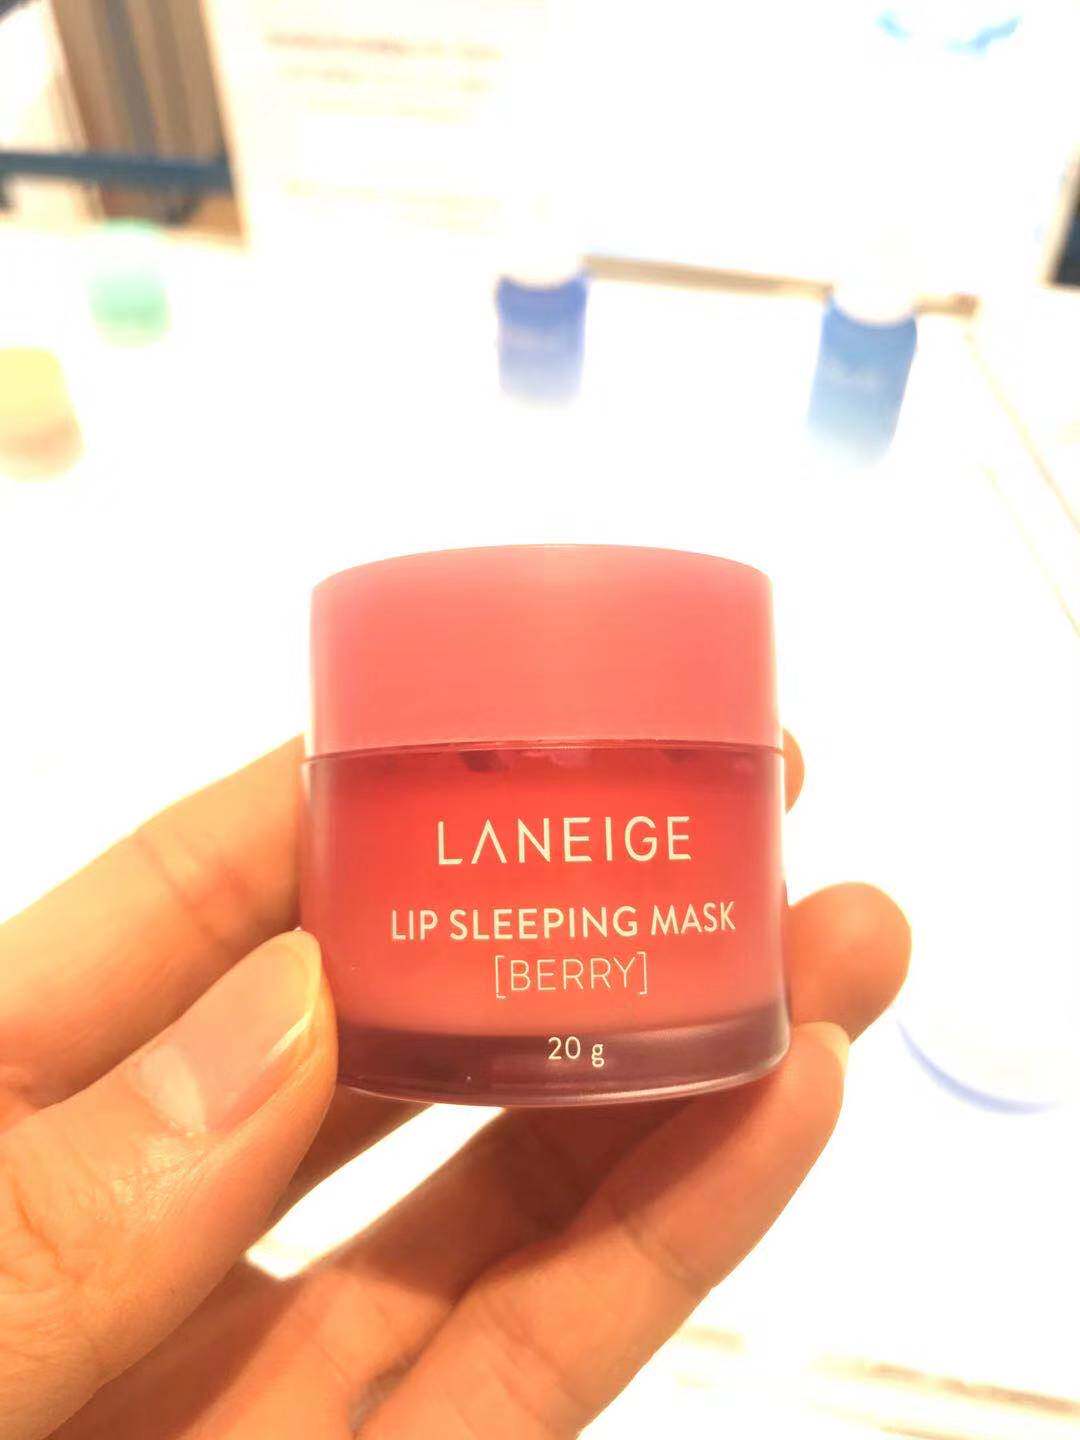 LANEIGE
LIP SLEEPING MASK
[BERRY]
20 g